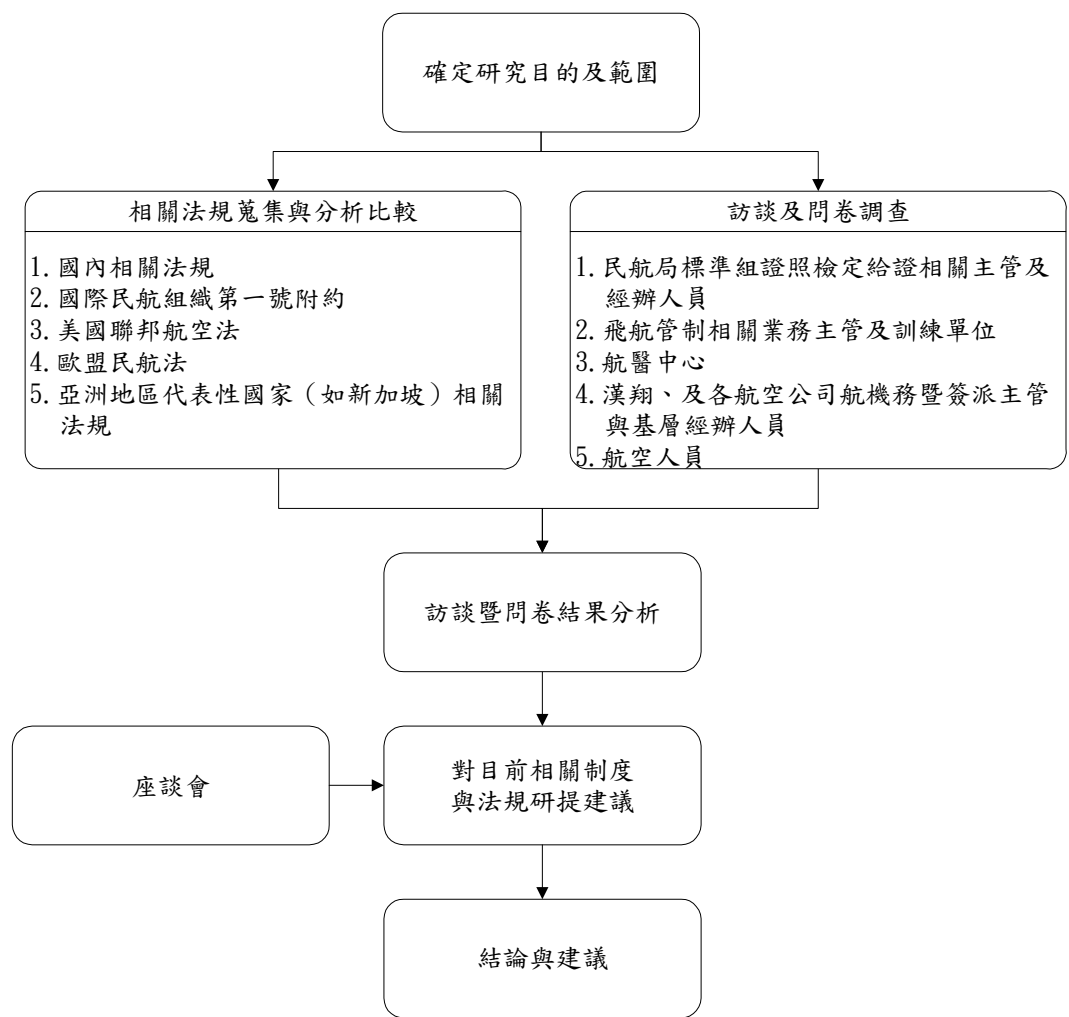 確定研究目的及範圍
相關法規蒐集與分析比較
1. 國內相關法規
2. 國際民航組織第一號附約
3. 美國聯邦航空法
4. 歐盟民航法
5. 亞洲地區代表性國家（如新加坡）相關
法規
訪談及問卷調查
1. 民航局標準組證照檢定給證相關主管及
經辦人員
2. 飛航管制相關業務主管及訓練單位
3. 航醫中心
4. 漢翔、及各航空公司航機務暨簽派主管
與基層經辦人員
5. 航空人員
訪談暨問卷結果分析
座談會
對目前相關制度
與法規研提建議
結論與建議